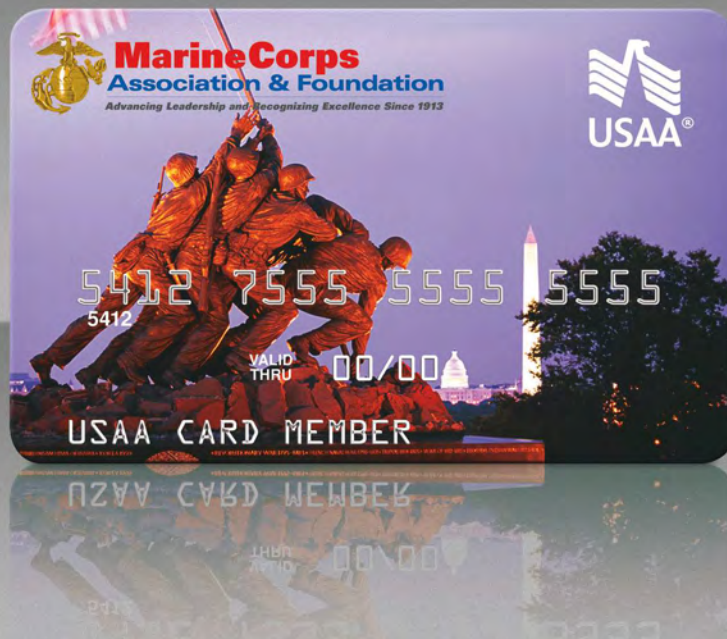 MarineCorps
Association & Foundation
Advancing Leadership and Recognizing Excellence Since 1913
USAA®
5412 7555 5555 5555
5412
VALID
THRU 00/00
USAA CARD MEMBER